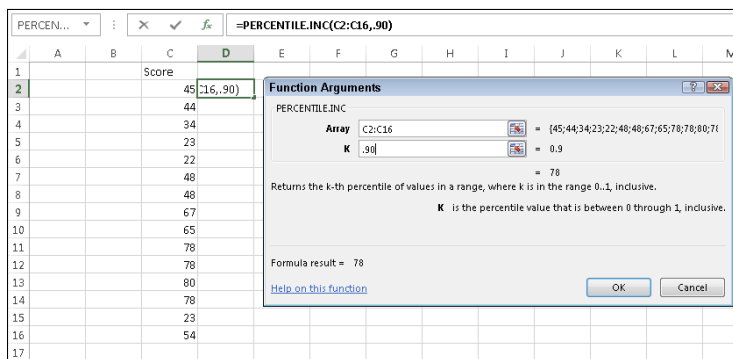 PERCEN... fx =PERCENTILE.INC(C2:C16,.90)
A B C D E F G H I J K L
1 Score
2 45 C16,.90)
3 44
4 34
5 23
6 22
7 48
8 48
9 67
10 65
11 78
12 78
13 80
14 78
15 23
16 54
17
Function Arguments ?
PERCENTILE.INC
Array C2:C16 = {45;44;34;23;22;48;48;67;65;78;78;80;78
K .90 = 0.9
= 78
Returns the k-th percentile of values in a range, where k is in the range 0..1, inclusive.
K is the percentile value that is between 0 through 1, inclusive.
Formula result = 78
Help on this function OK Cancel